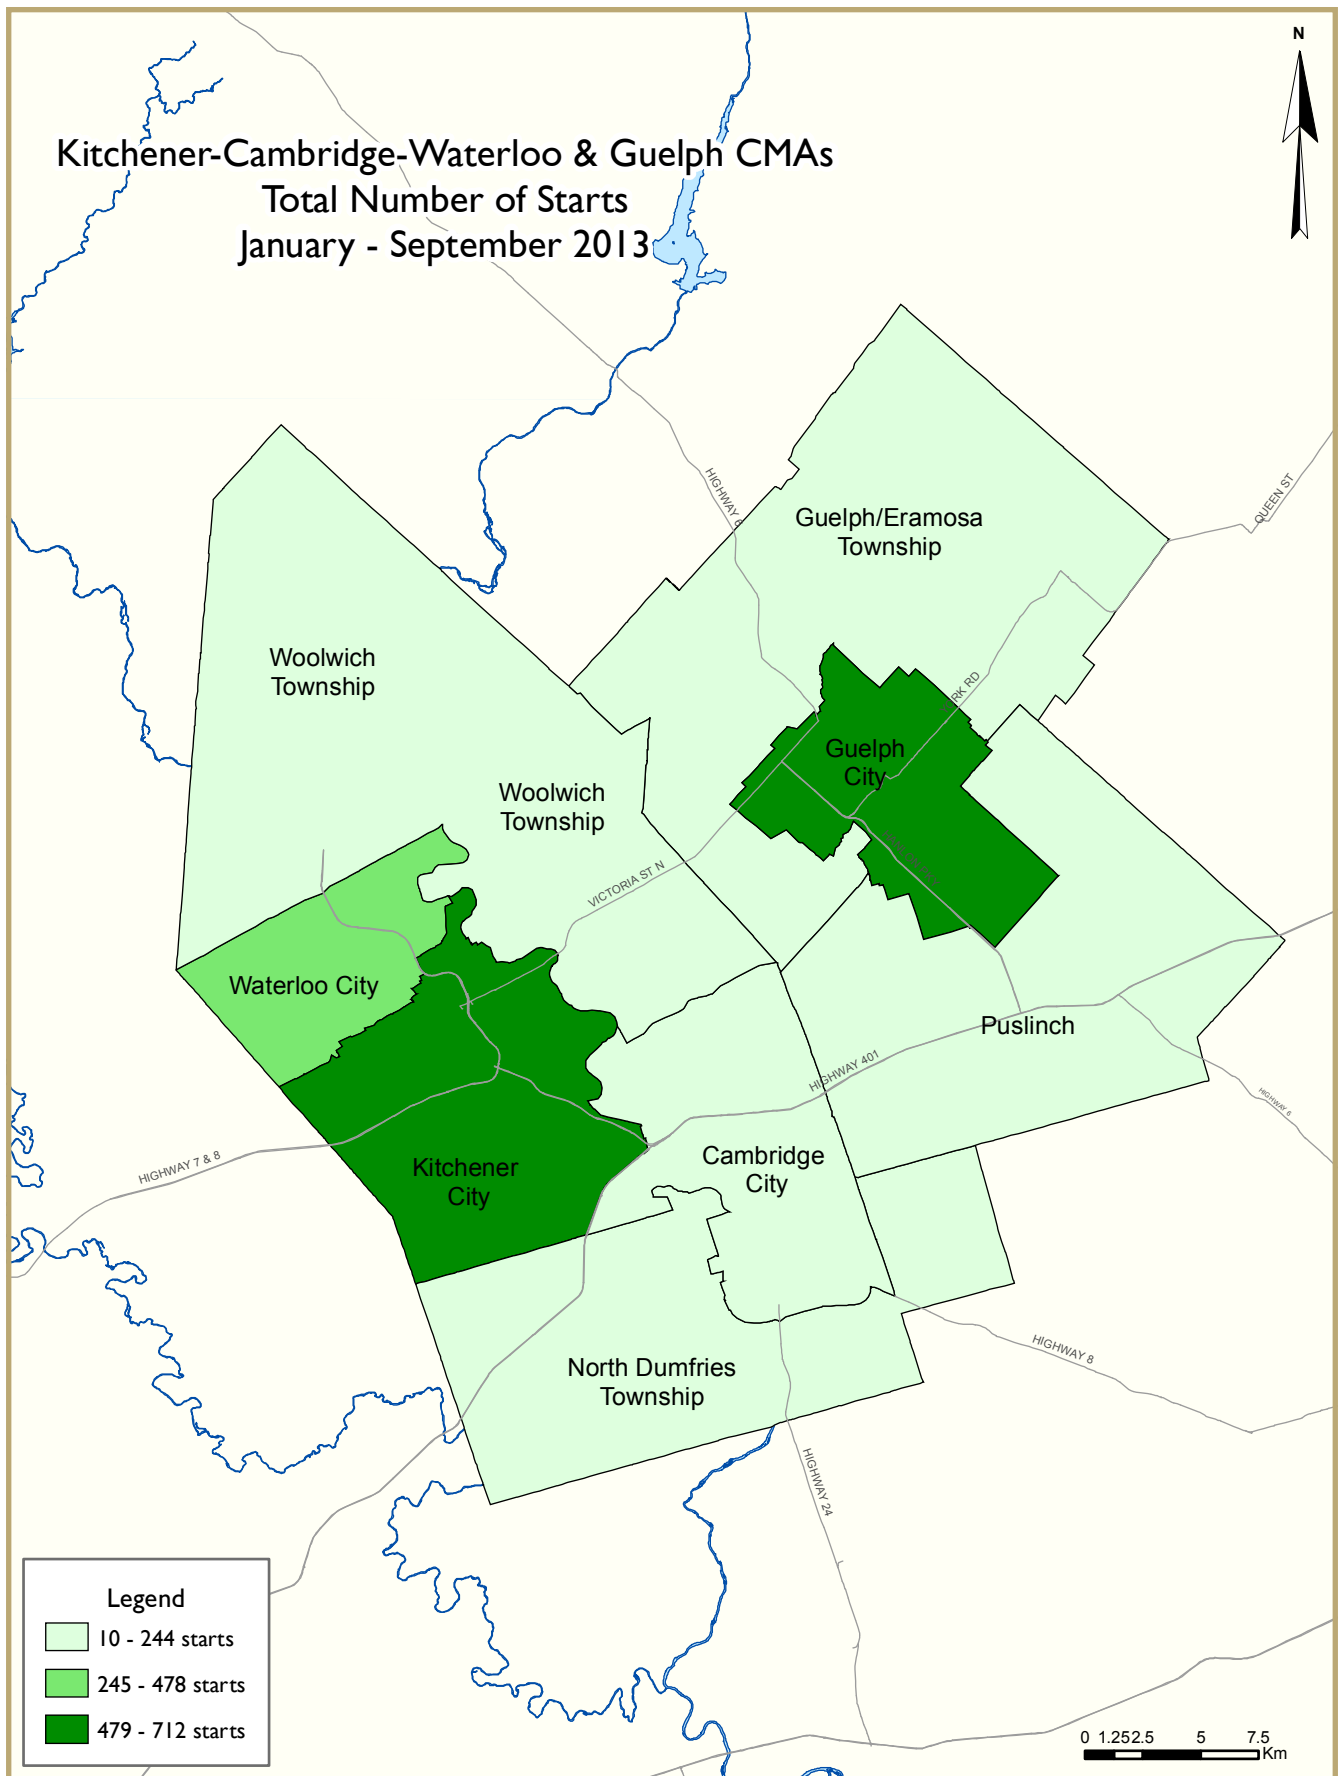 N
Kitchener-Cambridge-Waterloo & Guelph CMAs
Total Number of Starts
January - September 2013
HIGHWAY 6
QUEEN ST
Guelph/Eramosa
Township
Woolwich
Township
YORK RD
Guelph
City
Woolwich
Township
VICTORIA ST N
Waterloo City
Puslinch
HIGHWAY 401
HIGHWAY 6
HIGHWAY 7 & 8
Kitchener
City
Cambridge
City
HIGHWAY 8
North Dumfries
Township
HIGHWAY 24
Legend
10 - 244 starts
245 - 478 starts
479 - 712 starts
0 1.252.5 5 7.5
Km